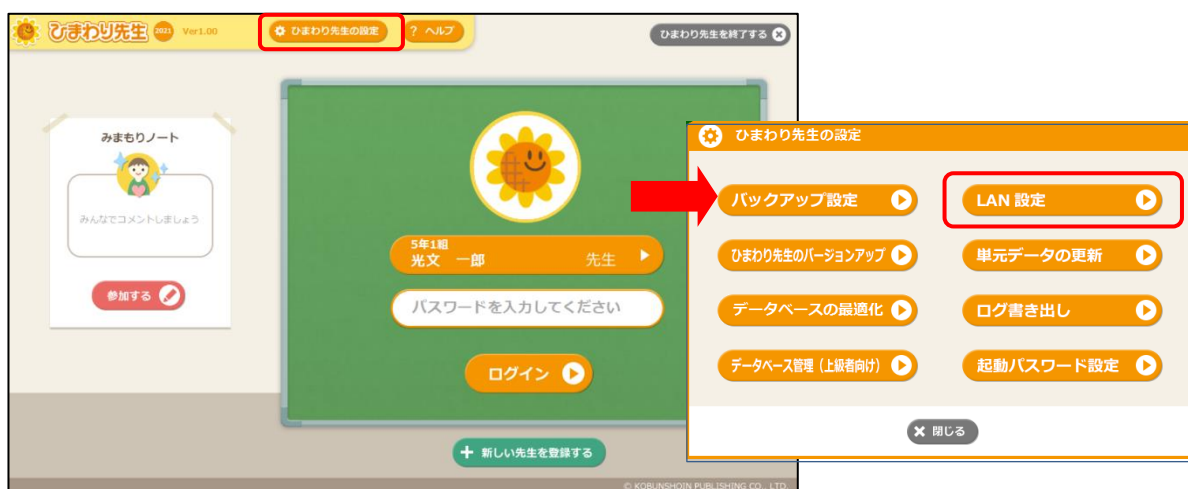 ひまわり先生 2021 Ver1.00
ひまわり先生の設定
? ヘルプ
ひまわり先生を終了する
みまもりノート
みんなでコメントしましょう
参加する
5年1組
光文 一郎 先生
パスワードを入力してください
ログイン
新しい先生を登録する
© KOBUNSHOIN PUBLISHING CO., LTD.
ひまわり先生の設定
バックアップ設定
LAN 設定
ひまわり先生のバージョンアップ
単元データの更新
データベースの最適化
ログ書き出し
データベース管理（上級者向け）
起動パスワード設定
閉じる